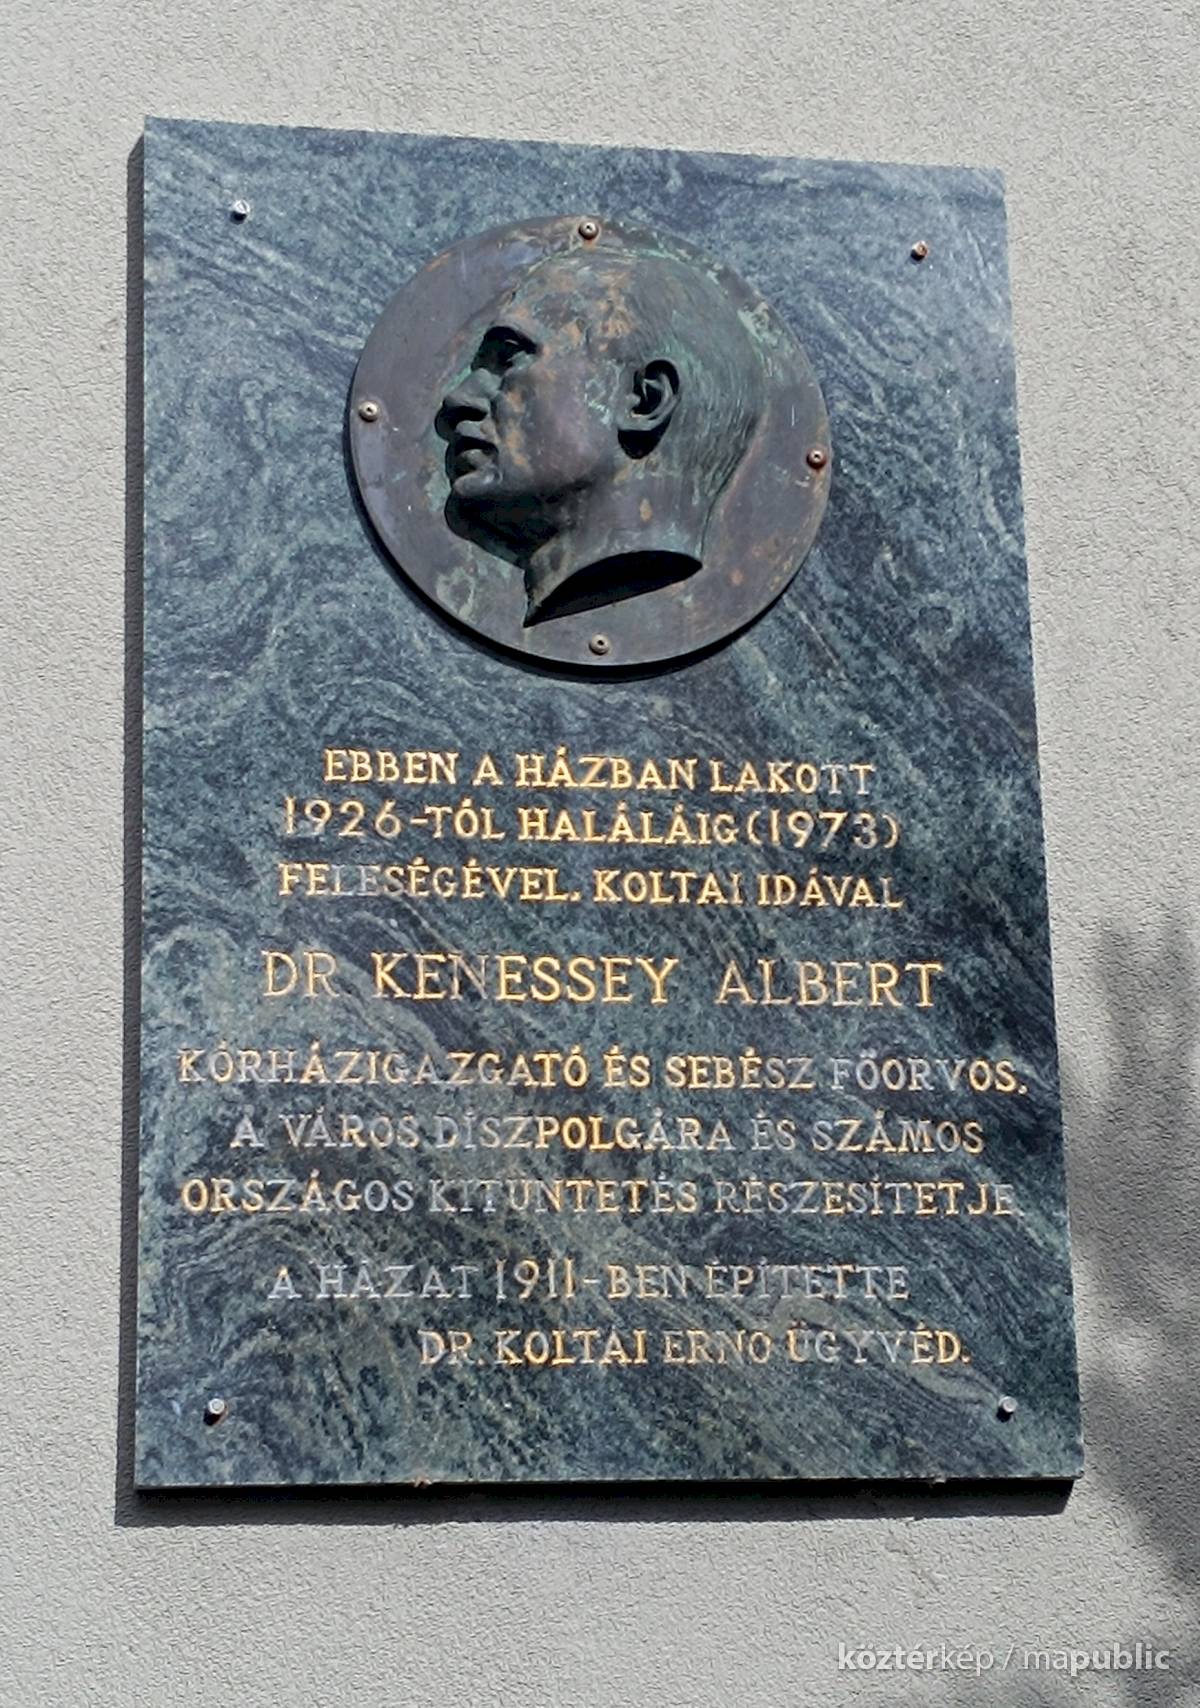 EBBEN A HÁZBAN LAKOTT
1926-TÓL HALÁLÁIG (1973)
FELESÉGÉVEL, KOLTAI IDÁVAL
DR KENESSEY ALBERT
KÓRHÁZIGAZGATÓ ÉS SEBÉSZ FŐORVOS,
A VÁROS DÍSZPOLGÁRA ÉS SZÁMOS
ORSZÁGOS KITÜNTETÉS RÉSZESÍTETJE.
A HÁZAT 1911-BEN ÉPÍTETTE
DR. KOLTAI ERNŐ ÜGYVÉD.
köztérkép / mapublic